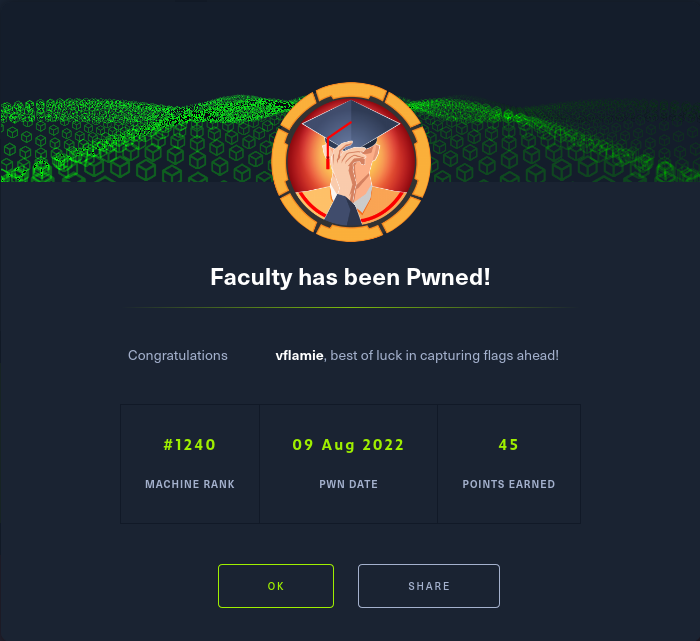 Faculty has been Pwned!
Congratulations vflamie, best of luck in capturing flags ahead!
#1240 09 Aug 2022 45
MACHINE RANK PWN DATE POINTS EARNED
OK SHARE